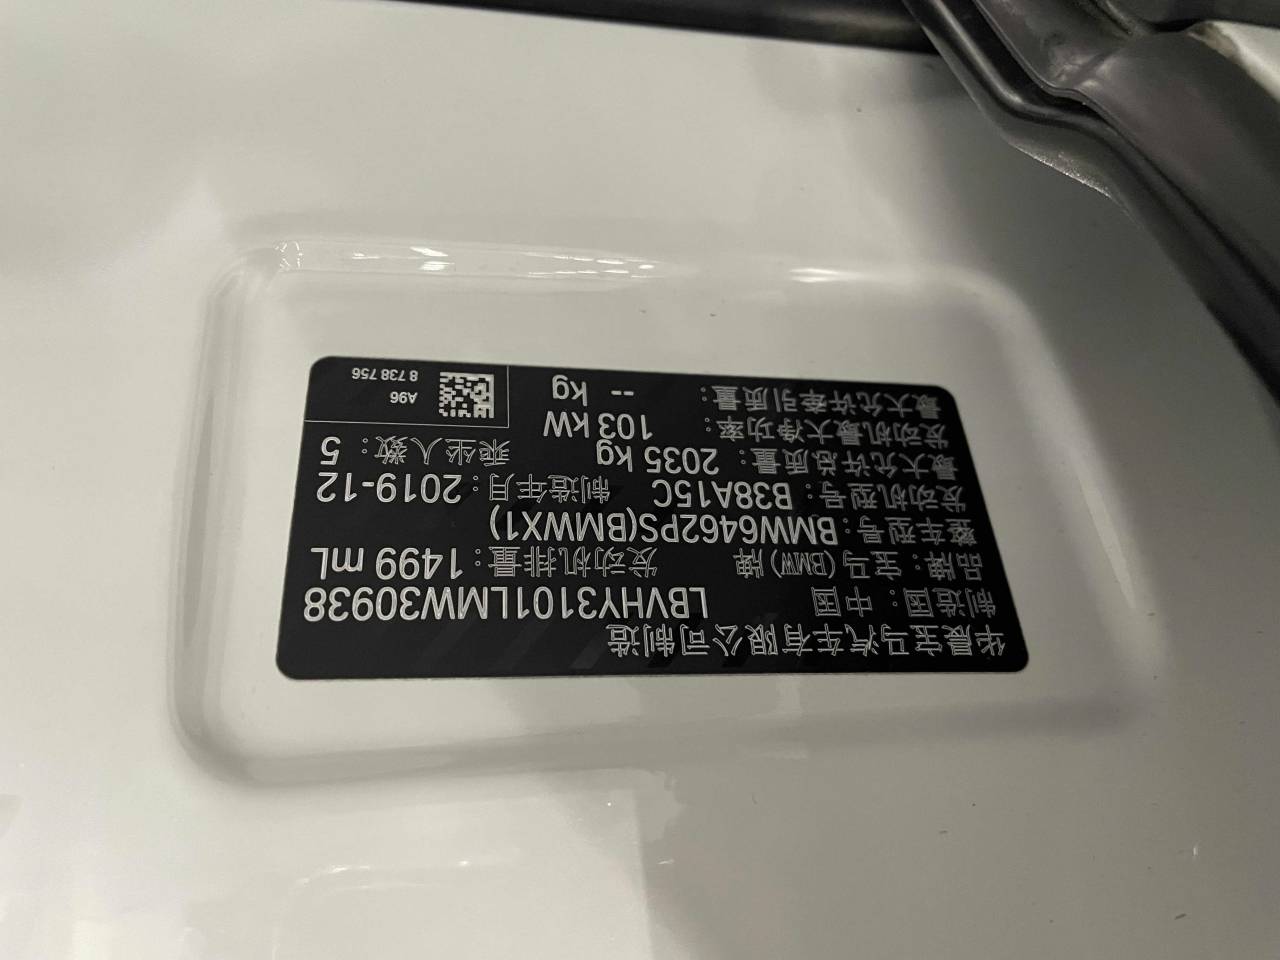 华晨宝马汽车有限公司制造
制造国：中国 LBVHY3101LMW30938
品牌：宝马(BMW)牌 发动机排量：1499 mL
整车型号：BMW6462PS(BMWX1)
发动机型号：B38A15C 制造年月：2019-12
最大允许总质量：2035 kg 乘坐人数：5
发动机最大净功率：103 kW
最大允许牵引质量：-- kg
A96
8 738 756